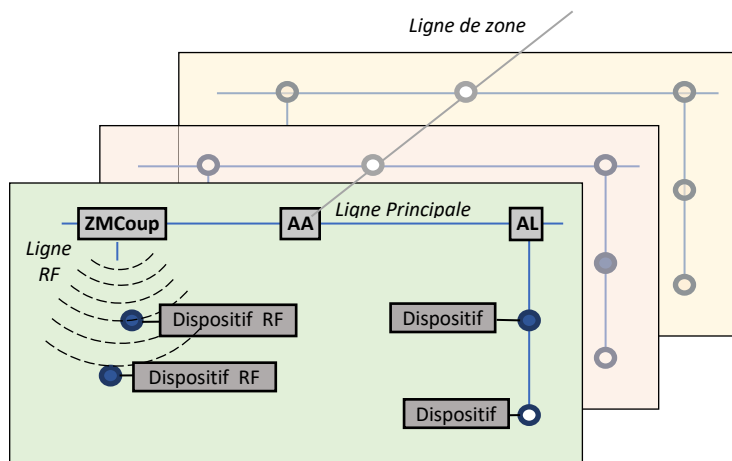 Ligne de zone
ZMCoup
AA
Ligne Principale
AL
Ligne
RF
Dispositif RF
Dispositif
Dispositif RF
Dispositif